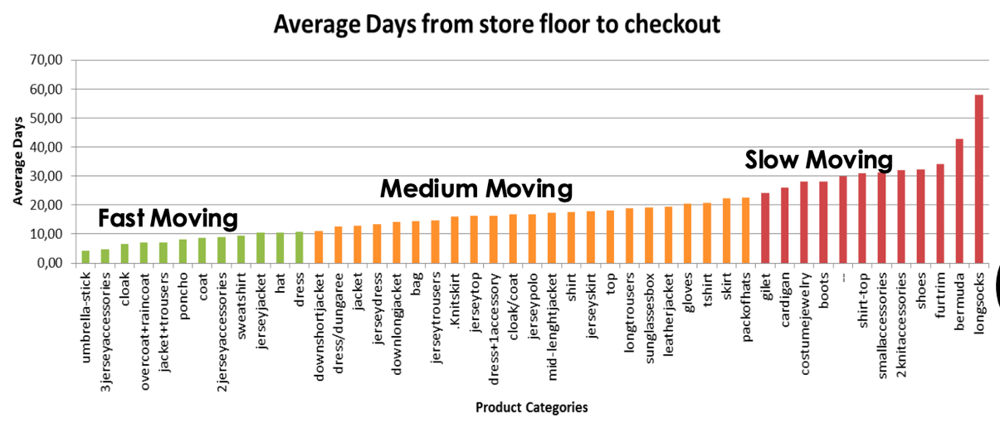 Average Days from store floor to checkout
70,00
60,00
50,00
40,00
30,00
20,00
10,00
0,00
Average Days
Fast Moving
Medium Moving
Slow Moving
umbrella-stick
3jerseyaccessories
cloak
overcoat+raincoat
jacket+trousers
poncho
coat
2jerseyaccessories
sweatshirt
jerseyjacket
hat
dress
downshortjacket
dress/dungaree
jacket
jerseydress
downlongjacket
bag
jerseytrousers
.Knitskirt
jerseytop
dress+1accessory
cloak/coat
jerseypolo
mid-lenghtjacket
shirt
jerseyskirt
top
longtrousers
sunglassesbox
leatherjacket
gloves
tshirt
skirt
packofhats
gilet
cardigan
costumejewelry
boots
--
shirt-top
smallaccessories
2knitaccessories
shoes
furtrim
bermuda
longsocks
Product Categories